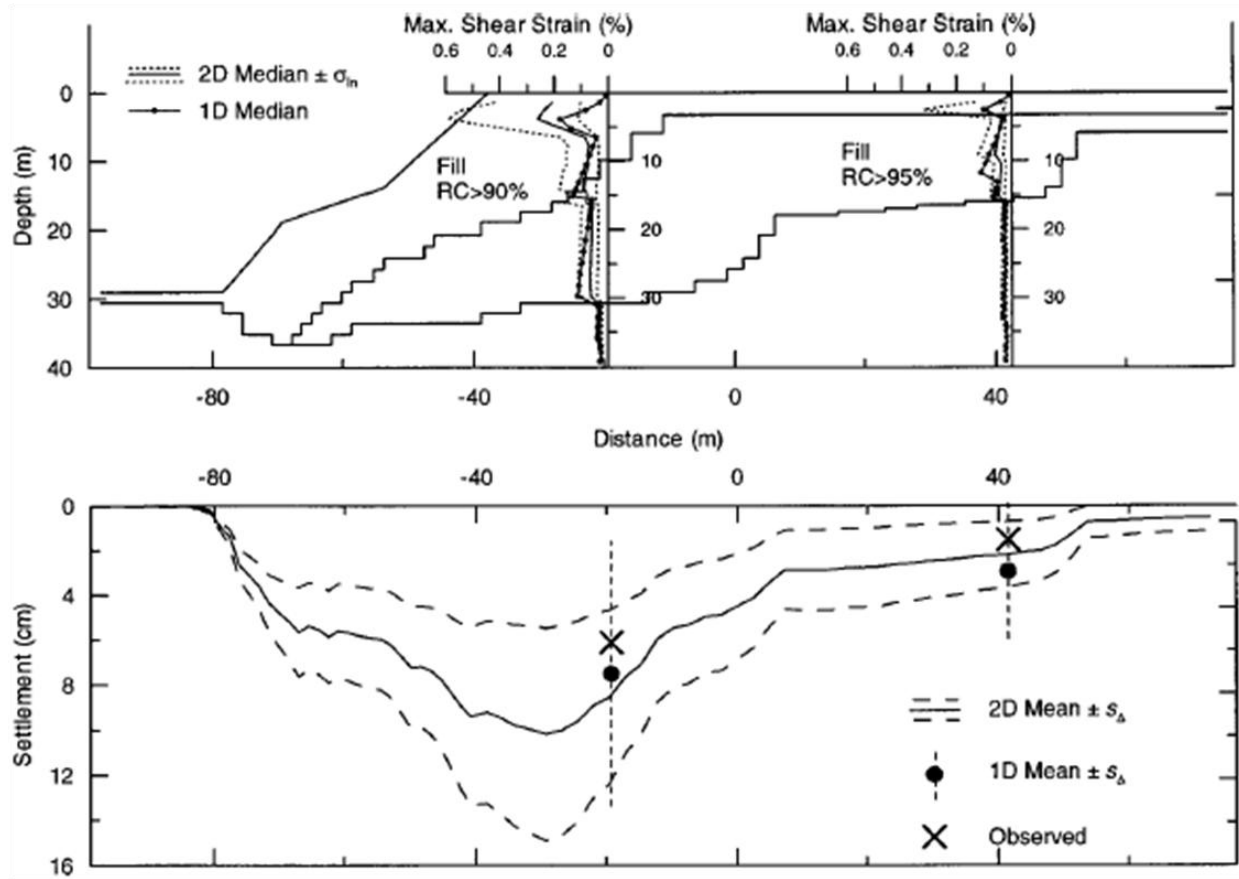 Max. Shear Strain (%) Max. Shear Strain (%)
0.6 0.4 0.2 0 0.6 0.4 0.2 0
2D Median ± σln
1D Median
0
10
20
30
40
Depth (m)
Fill
RC>90%
10
20
30
Fill
RC>95%
10
20
30
-80 -40 0 40
Distance (m)
-80 -40 0 40
0
4
8
12
16
Settlement (cm)
2D Mean ± sΔ
1D Mean ± sΔ
Observed